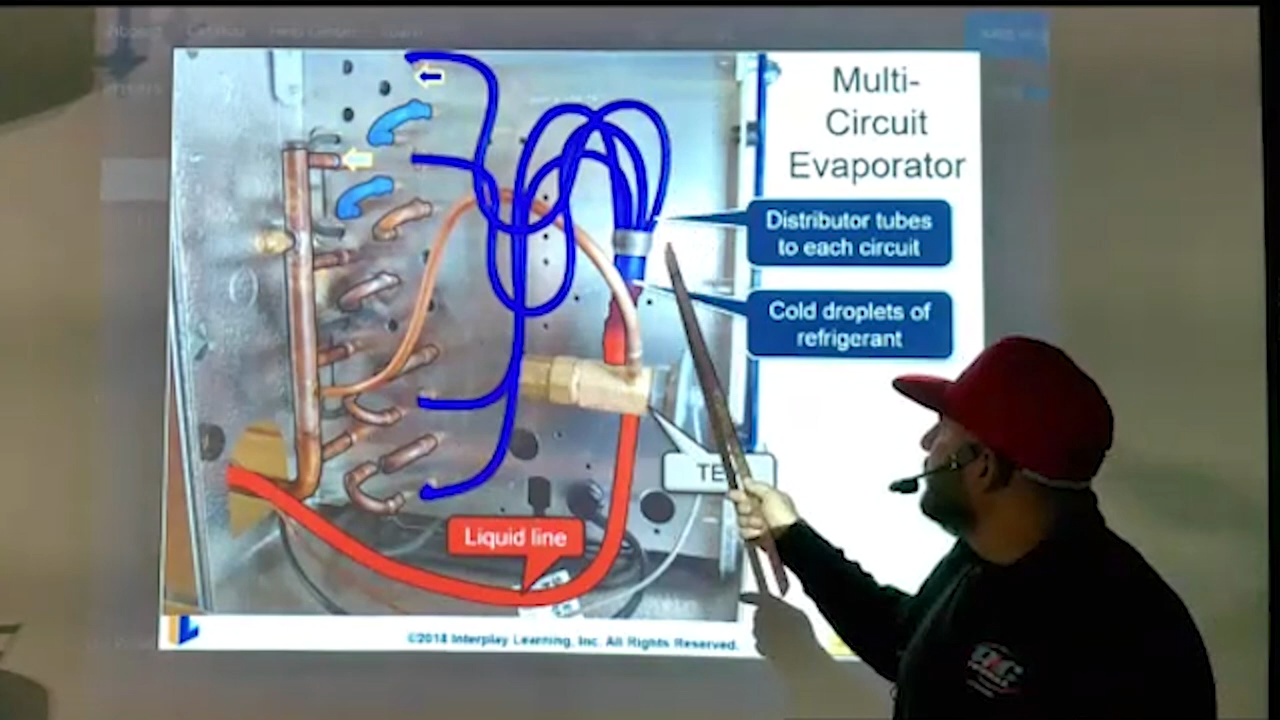 Multi-
Circuit
Evaporator
Distributor tubes
to each circuit
Cold droplets of
refrigerant
TE
Liquid line
©2018 Interplay Learning, Inc. All Rights Reserved.